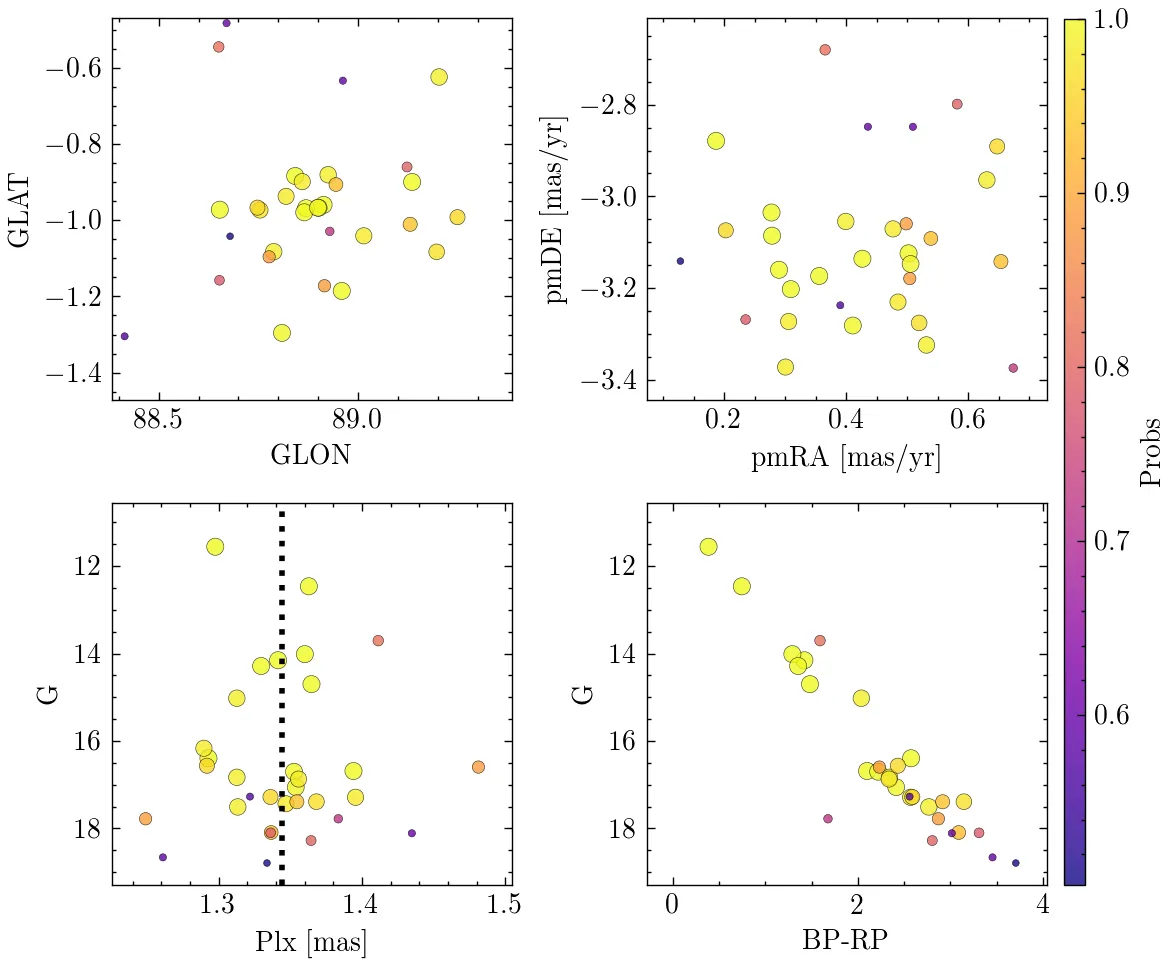 GLAT
−0.6
−0.8
−1.0
−1.2
−1.4
88.5 89.0
GLON
pmDE [mas/yr]
−2.8
−3.0
−3.2
−3.4
0.2 0.4 0.6
pmRA [mas/yr]
G
12
14
16
18
1.3 1.4 1.5
Plx [mas]
G
12
14
16
18
0 2 4
BP-RP
1.0
0.9
0.8
0.7
0.6
Probs